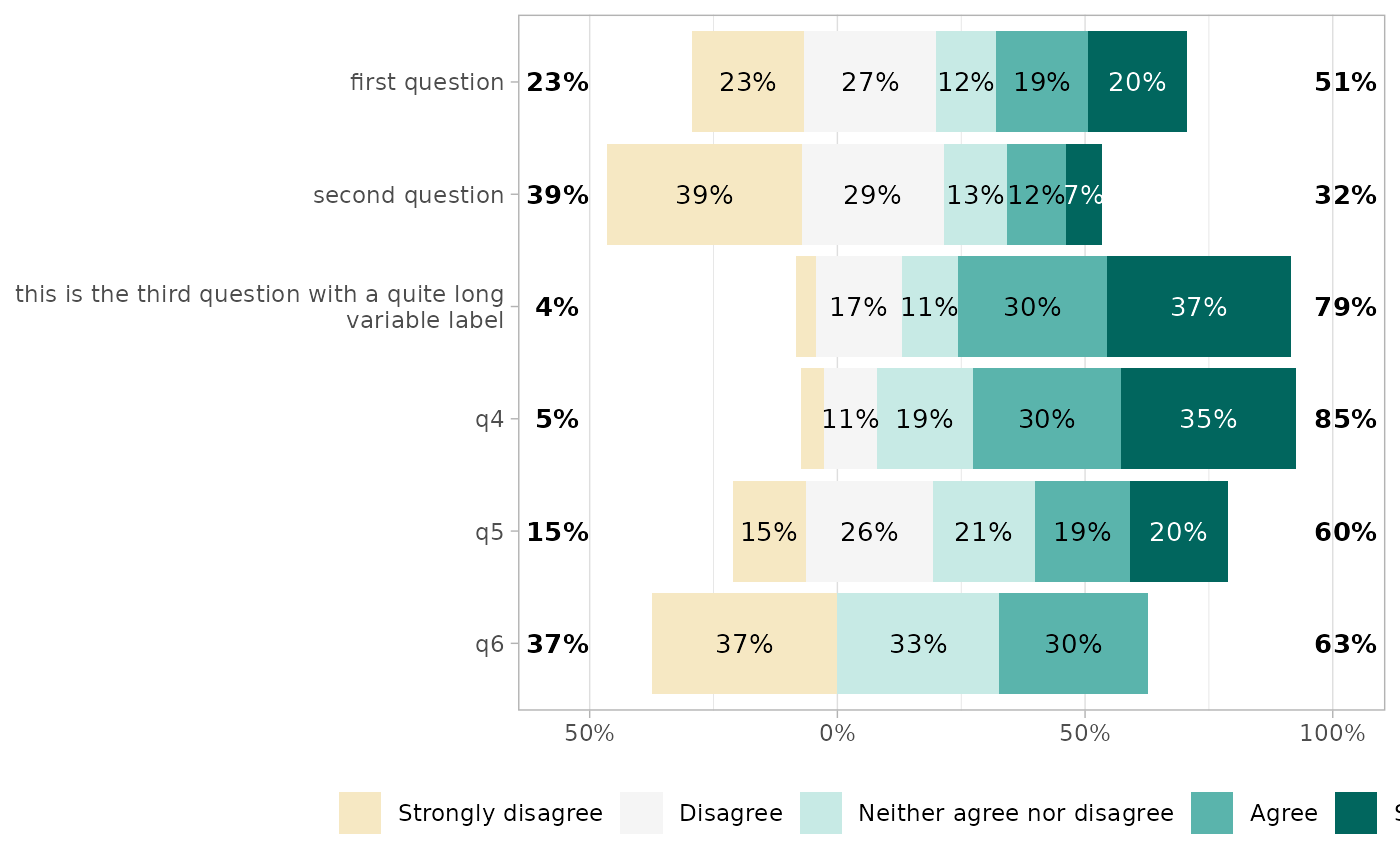 first question 23% 23% 27% 12% 19% 20% 51%
second question 39% 39% 29% 13% 12% 7% 32%
this is the third question with a quite long
variable label 4% 17% 11% 30% 37% 79%
q4 5% 11% 19% 30% 35% 85%
q5 15% 15% 26% 21% 19% 20% 60%
q6 37% 37% 33% 30% 63%
50% 0% 50% 100%
Strongly disagree Disagree Neither agree nor disagree Agree